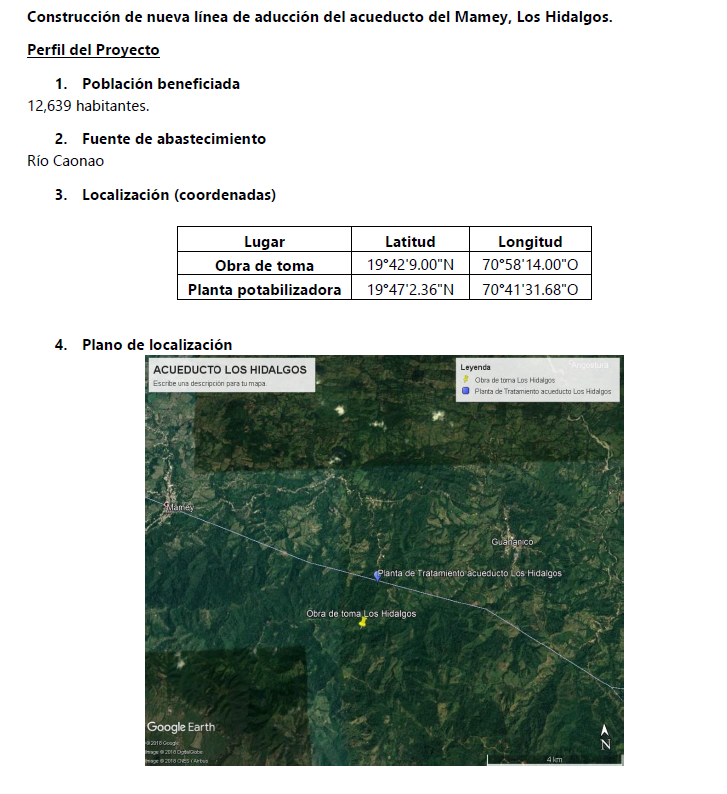 Construcción de nueva línea de aducción del acueducto del Mamey, Los Hidalgos.
Perfil del Proyecto
1. Población beneficiada
12,639 habitantes.
2. Fuente de abastecimiento
Río Caonao
3. Localización (coordenadas)
Lugar Latitud Longitud
Obra de toma 19°42'9.00"N 70°58'14.00"O
Planta potabilizadora 19°47'2.36"N 70°41'31.68"O
4. Plano de localización
ACUEDUCTO LOS HIDALGOS
Escribe una descripción para tu mapa.
Leyenda
Angostura
Obra de toma Los Hidalgos
Planta de Tratamiento acueducto Los Hidalgos
Mamey
Guananico
Planta de Tratamiento acueducto Los Hidalgos
Obra de toma Los Hidalgos
Google Earth
© 2018 Google
Image © 2018 DigitalGlobe
Image © 2018 CNES / Airbus
N
4 km